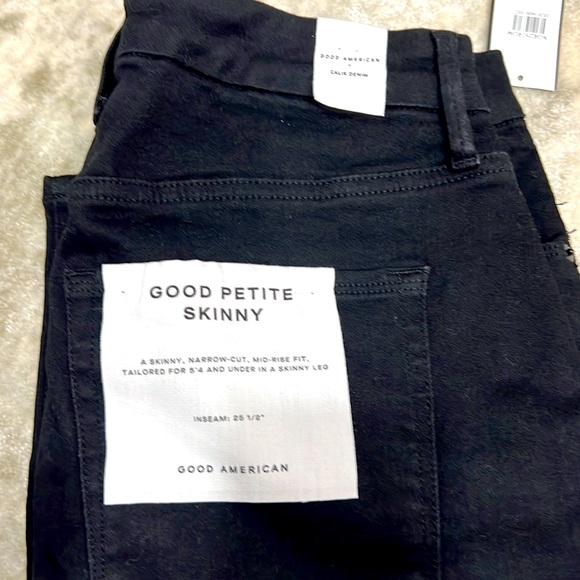 GOOD AMERICAN
CALIK DENIM
GOOD PETITE
SKINNY
A SKINNY, NARROW-CUT, MID-RISE FIT,
TAILORED FOR 5'4 AND UNDER IN A SKINNY LEG
INSEAM: 25 1/2"
GOOD AMERICAN